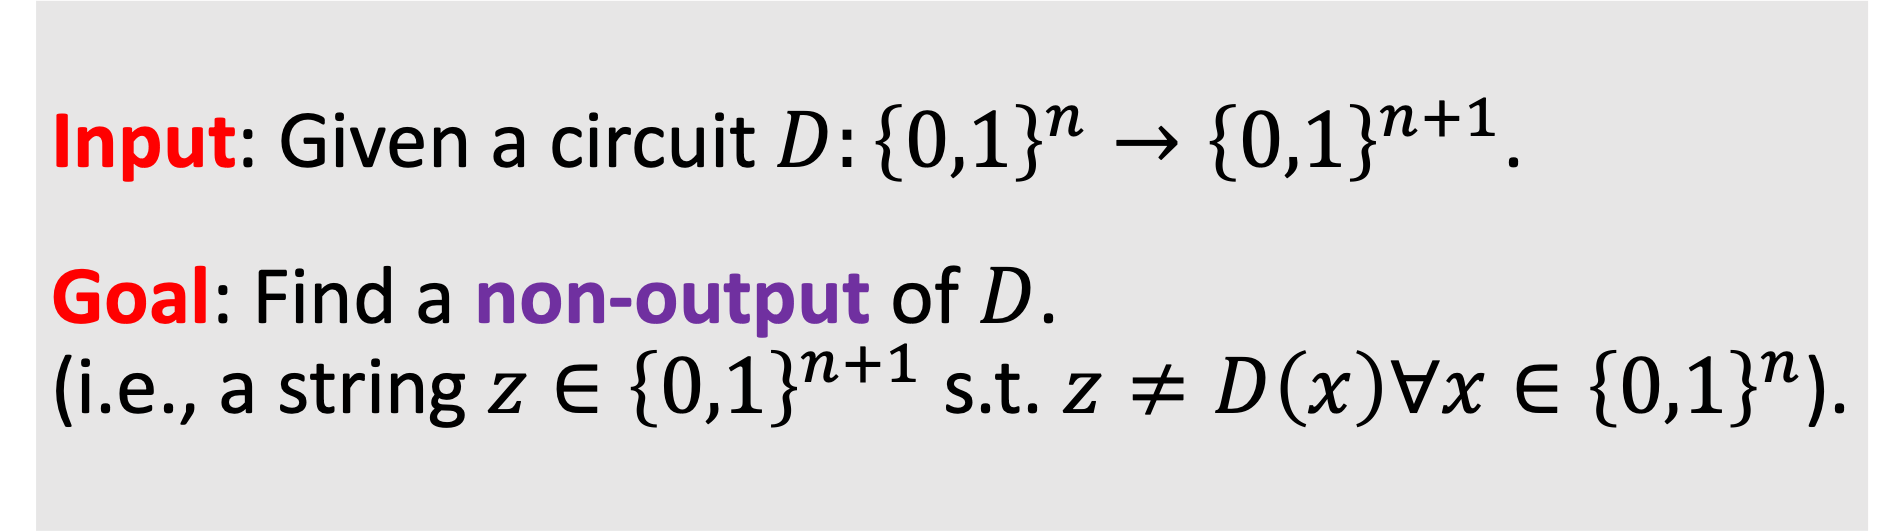 Input: Given a circuit D: {0,1}ⁿ → {0,1}ⁿ⁺¹.
Goal: Find a non-output of D.
(i.e., a string z ∈ {0,1}ⁿ⁺¹ s.t. z ≠ D(x)∀x ∈ {0,1}ⁿ).